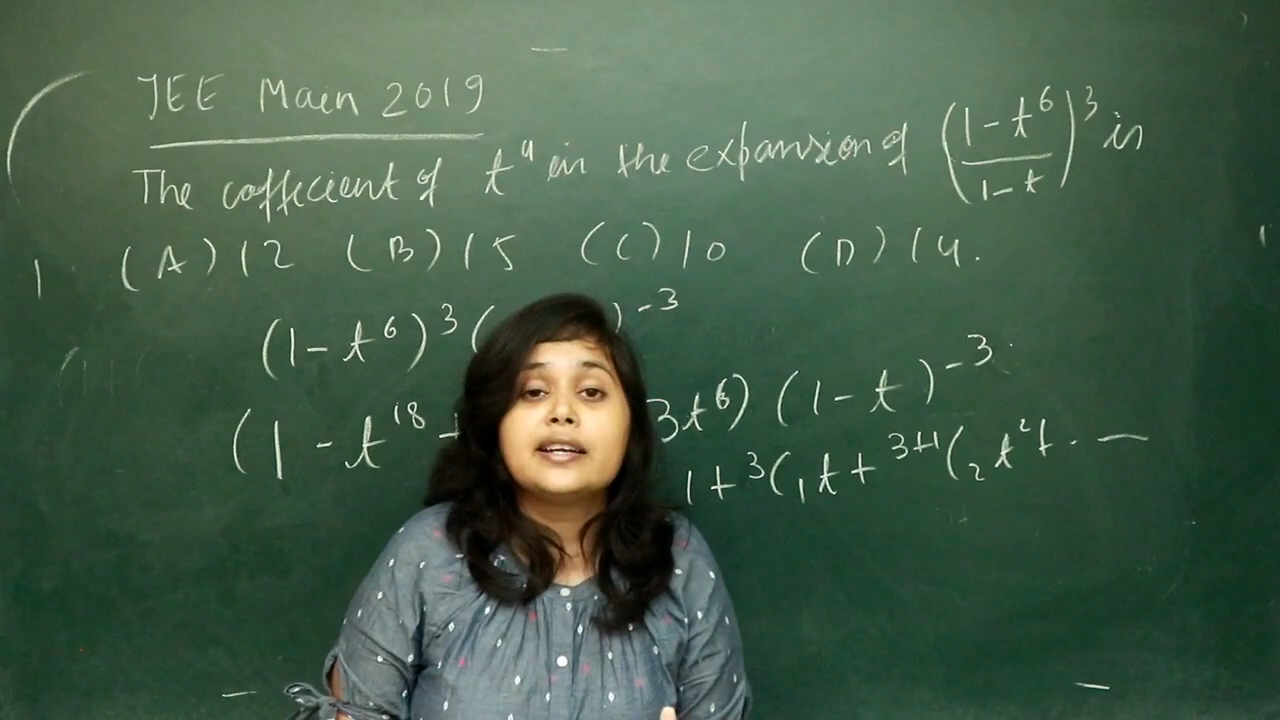 JEE Main 2019
The cofficient of t⁴ in the expansion of ((1-t⁶)/(1-t))³ is
(A) 12 (B) 15 (C) 10 (D) 14.
(1-t⁶)³( )⁻³
(1-t¹⁸ 3t⁶) (1-t)⁻³
1+³C₁t+³⁺¹C₂t²+